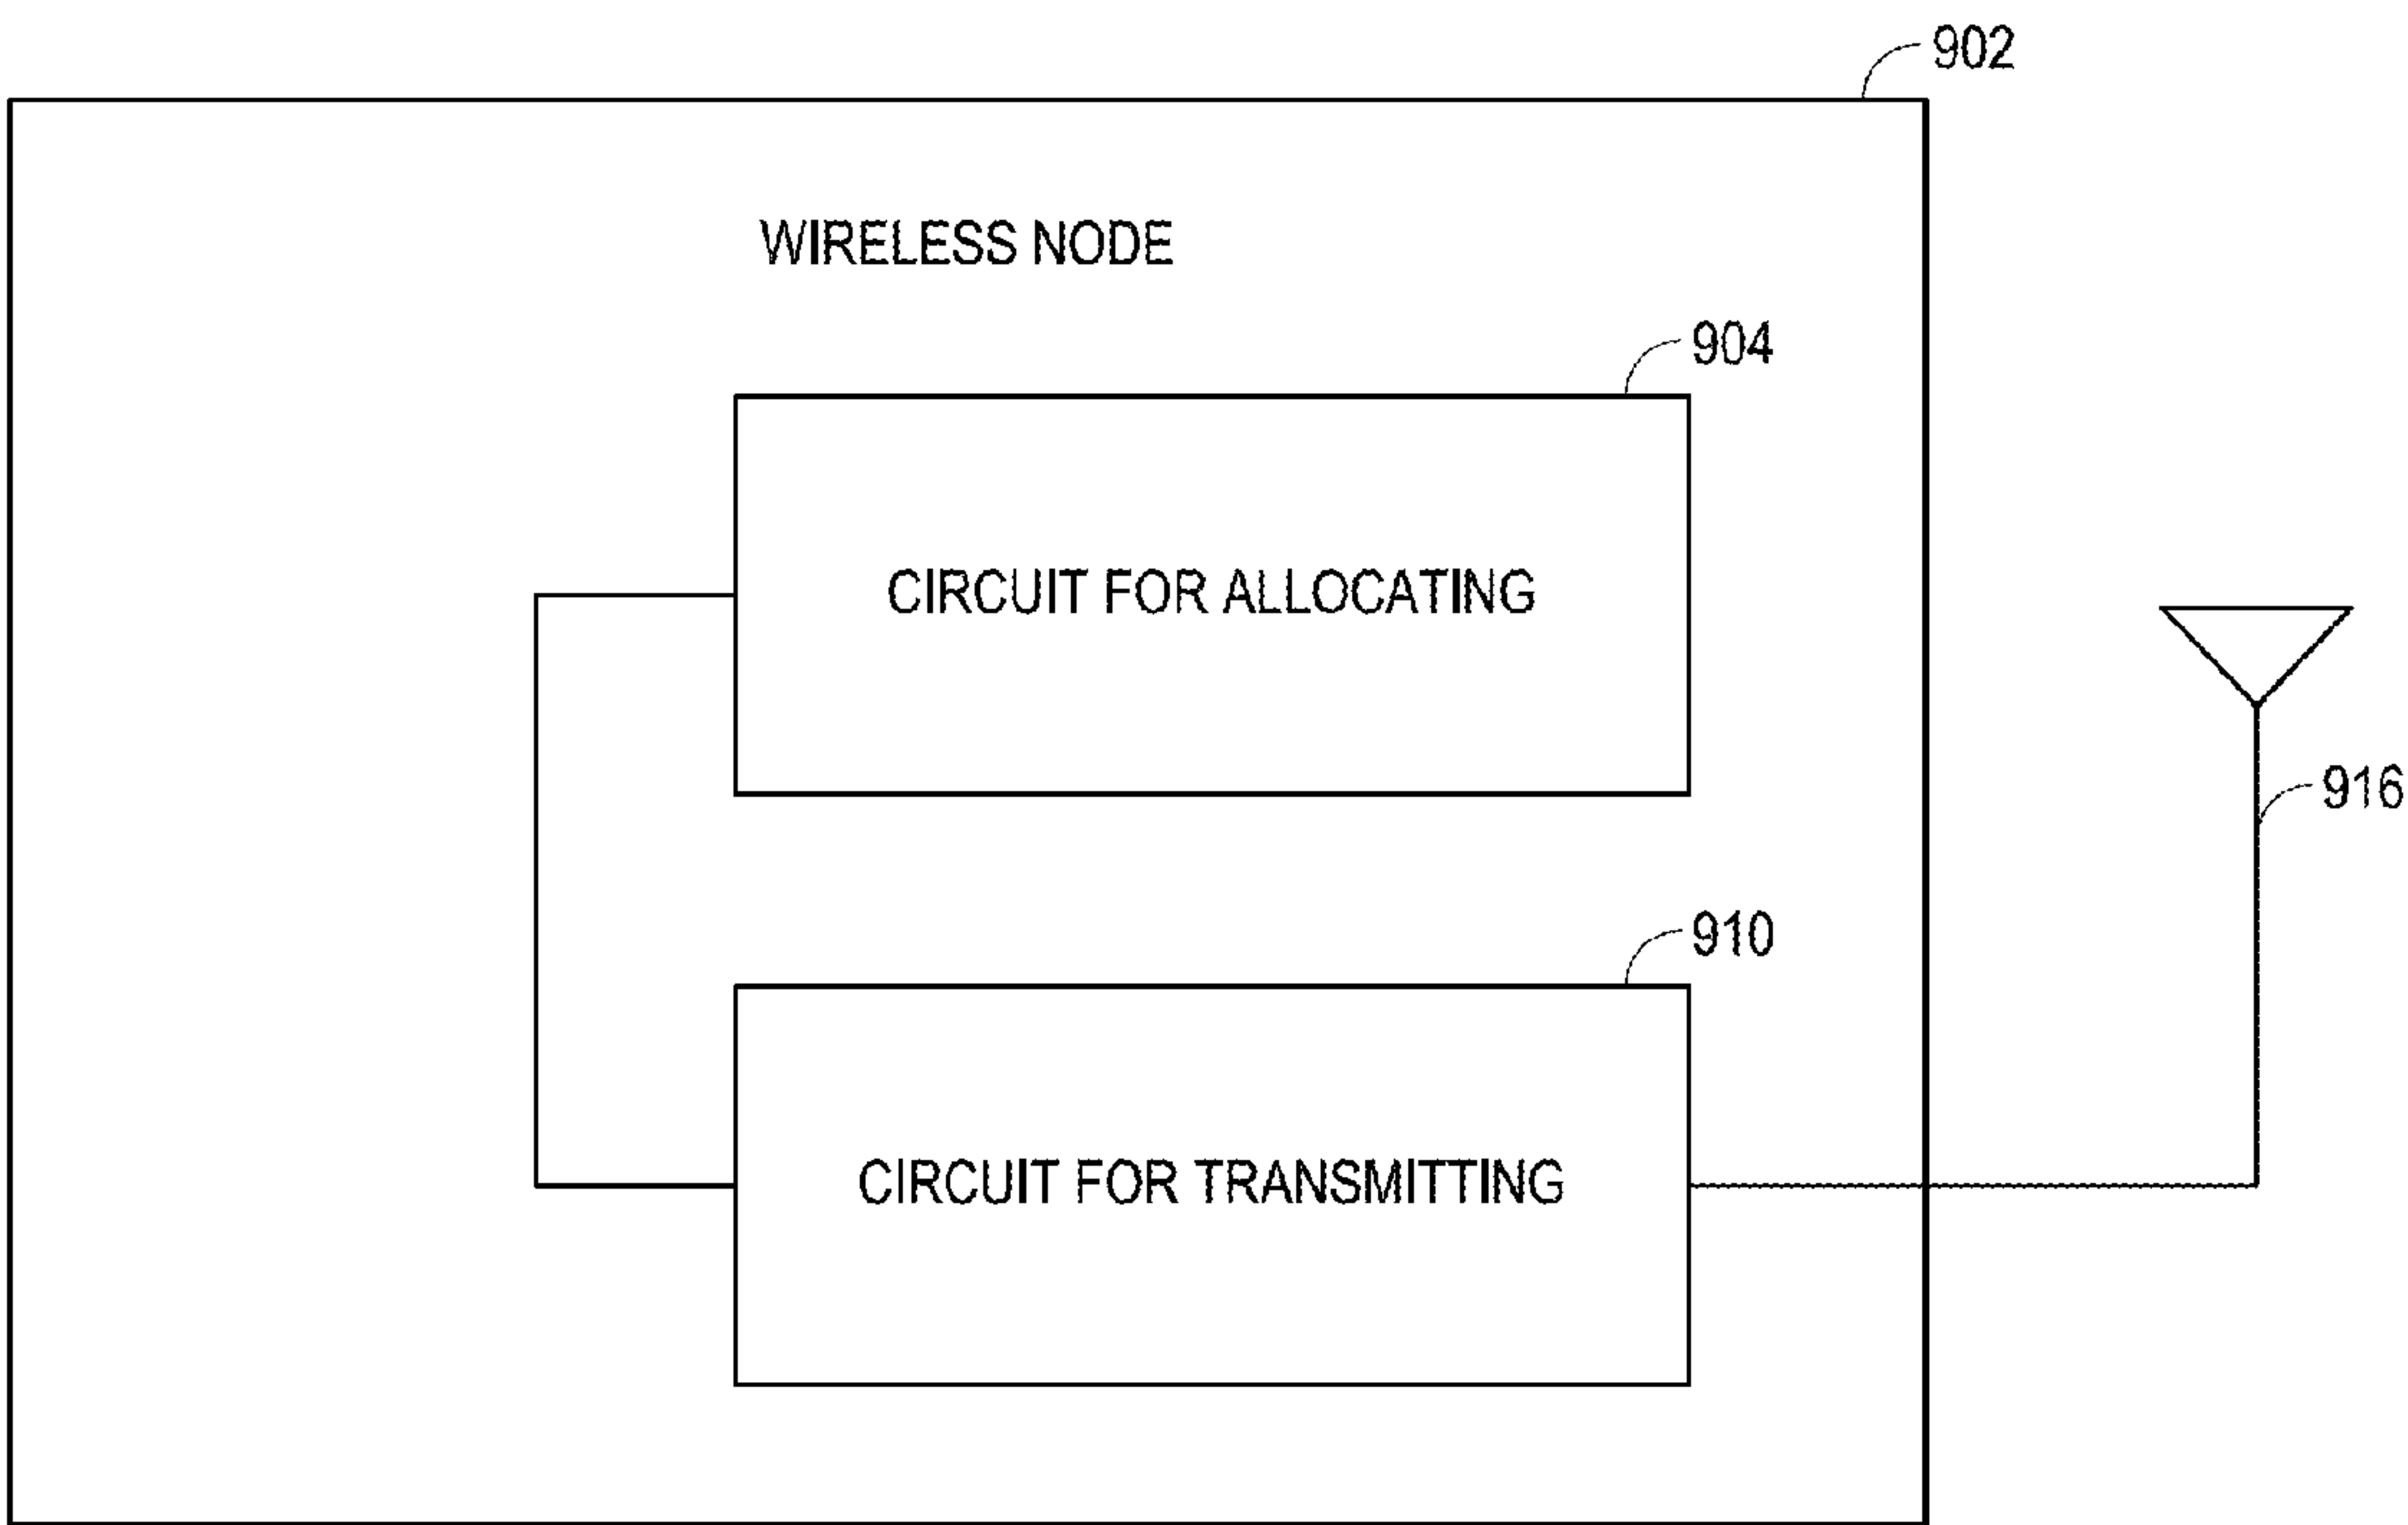 902
WIRELESS NODE
904
CIRCUIT FOR ALLOCATING
916
910
CIRCUIT FOR TRANSMITTING